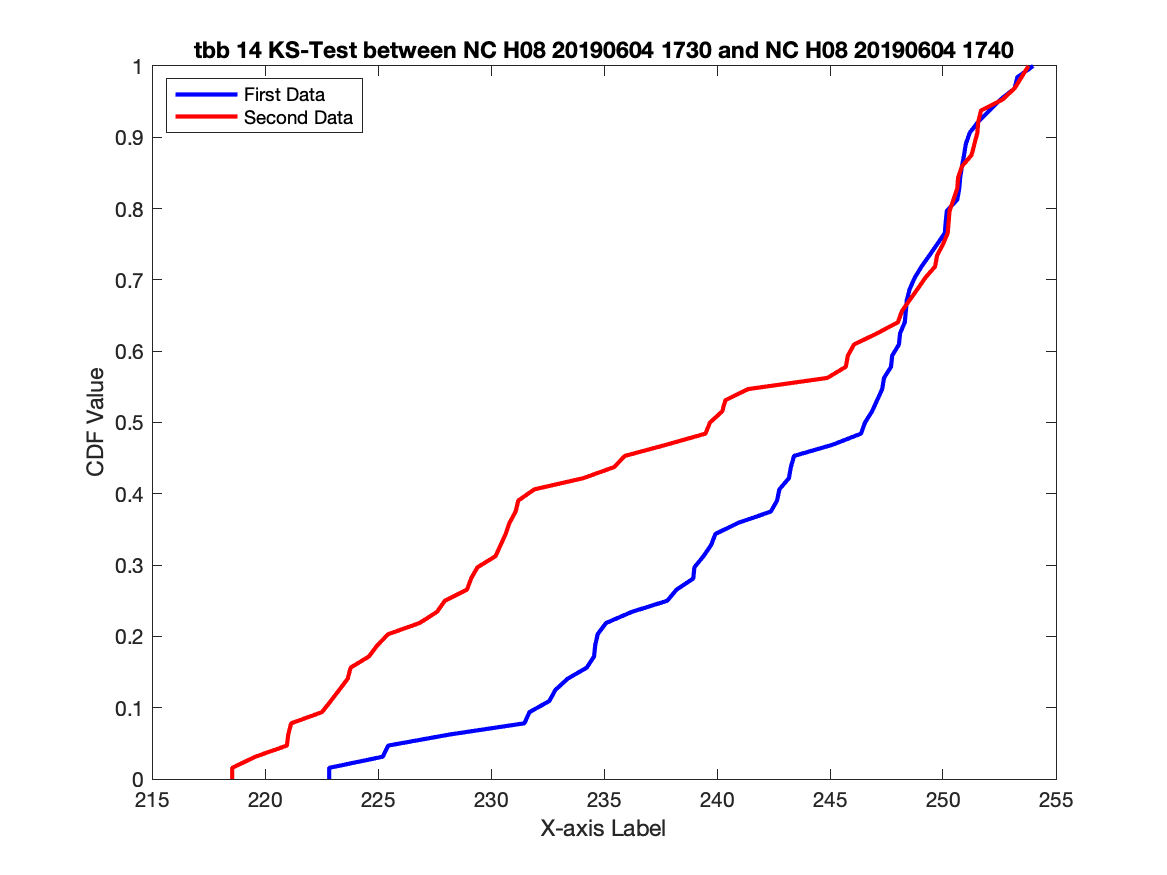 tbb 14 KS-Test between NC H08 20190604 1730 and NC H08 20190604 1740
First Data
Second Data
1
0.9
0.8
0.7
0.6
0.5
0.4
0.3
0.2
0.1
0
CDF Value
215 220 225 230 235 240 245 250 255
X-axis Label